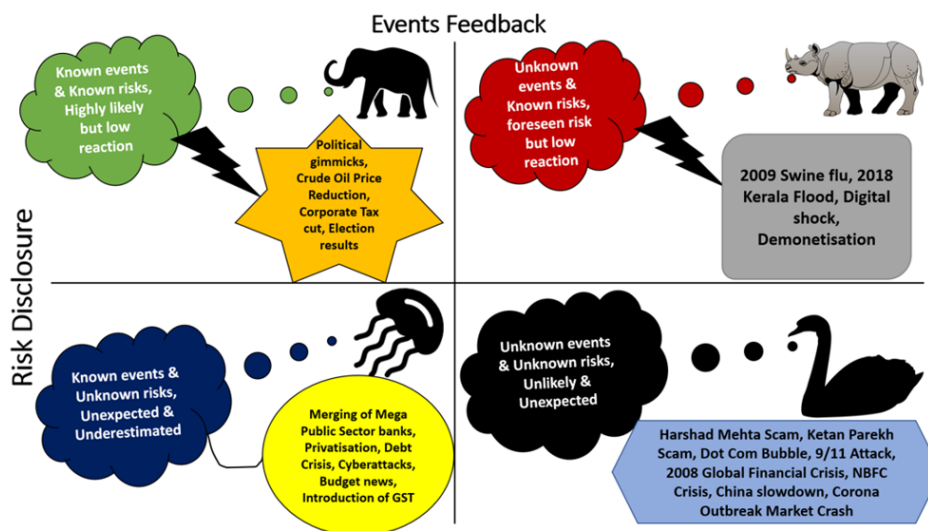 Events Feedback
Risk Disclosure
Known events
& Known risks,
Highly likely
but low
reaction
Political
gimmicks,
Crude Oil Price
Reduction,
Corporate Tax
cut, Election
results
Unknown
events &
Known risks,
foreseen risk
but low
reaction
2009 Swine flu, 2018
Kerala Flood, Digital
shock,
Demonetisation
Known events &
Unknown risks,
Unexpected &
Underestimated
Merging of Mega
Public Sector banks,
Privatisation, Debt
Crisis, Cyberattacks,
Budget news,
Introduction of GST
Unknown events
& Unknown risks,
Unlikely &
Unexpected
Harshad Mehta Scam, Ketan Parekh
Scam, Dot Com Bubble, 9/11 Attack,
2008 Global Financial Crisis, NBFC
Crisis, China slowdown, Corona
Outbreak Market Crash